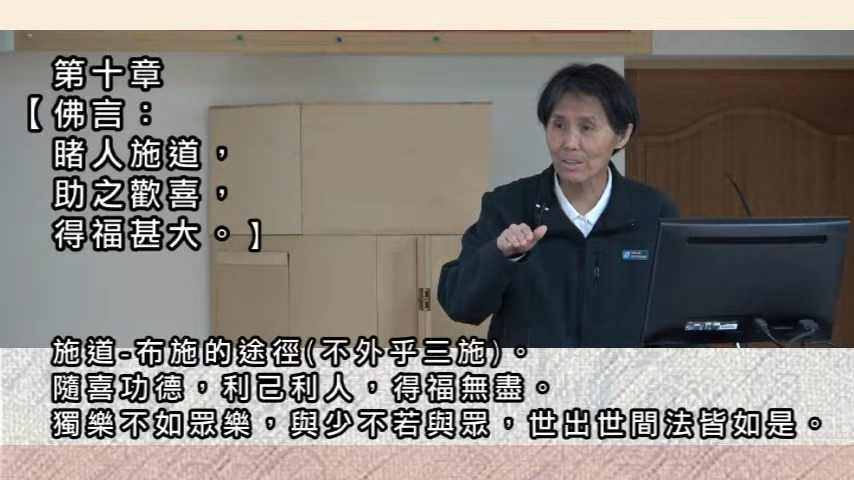 第十章
【佛言：
睹人施道，
助之歡喜，
得福甚大。】
施道-布施的途徑(不外乎三施)。
隨喜功德，利己利人，得福無盡。
獨樂不如眾樂，與少不若與眾，世出世間法皆如是。